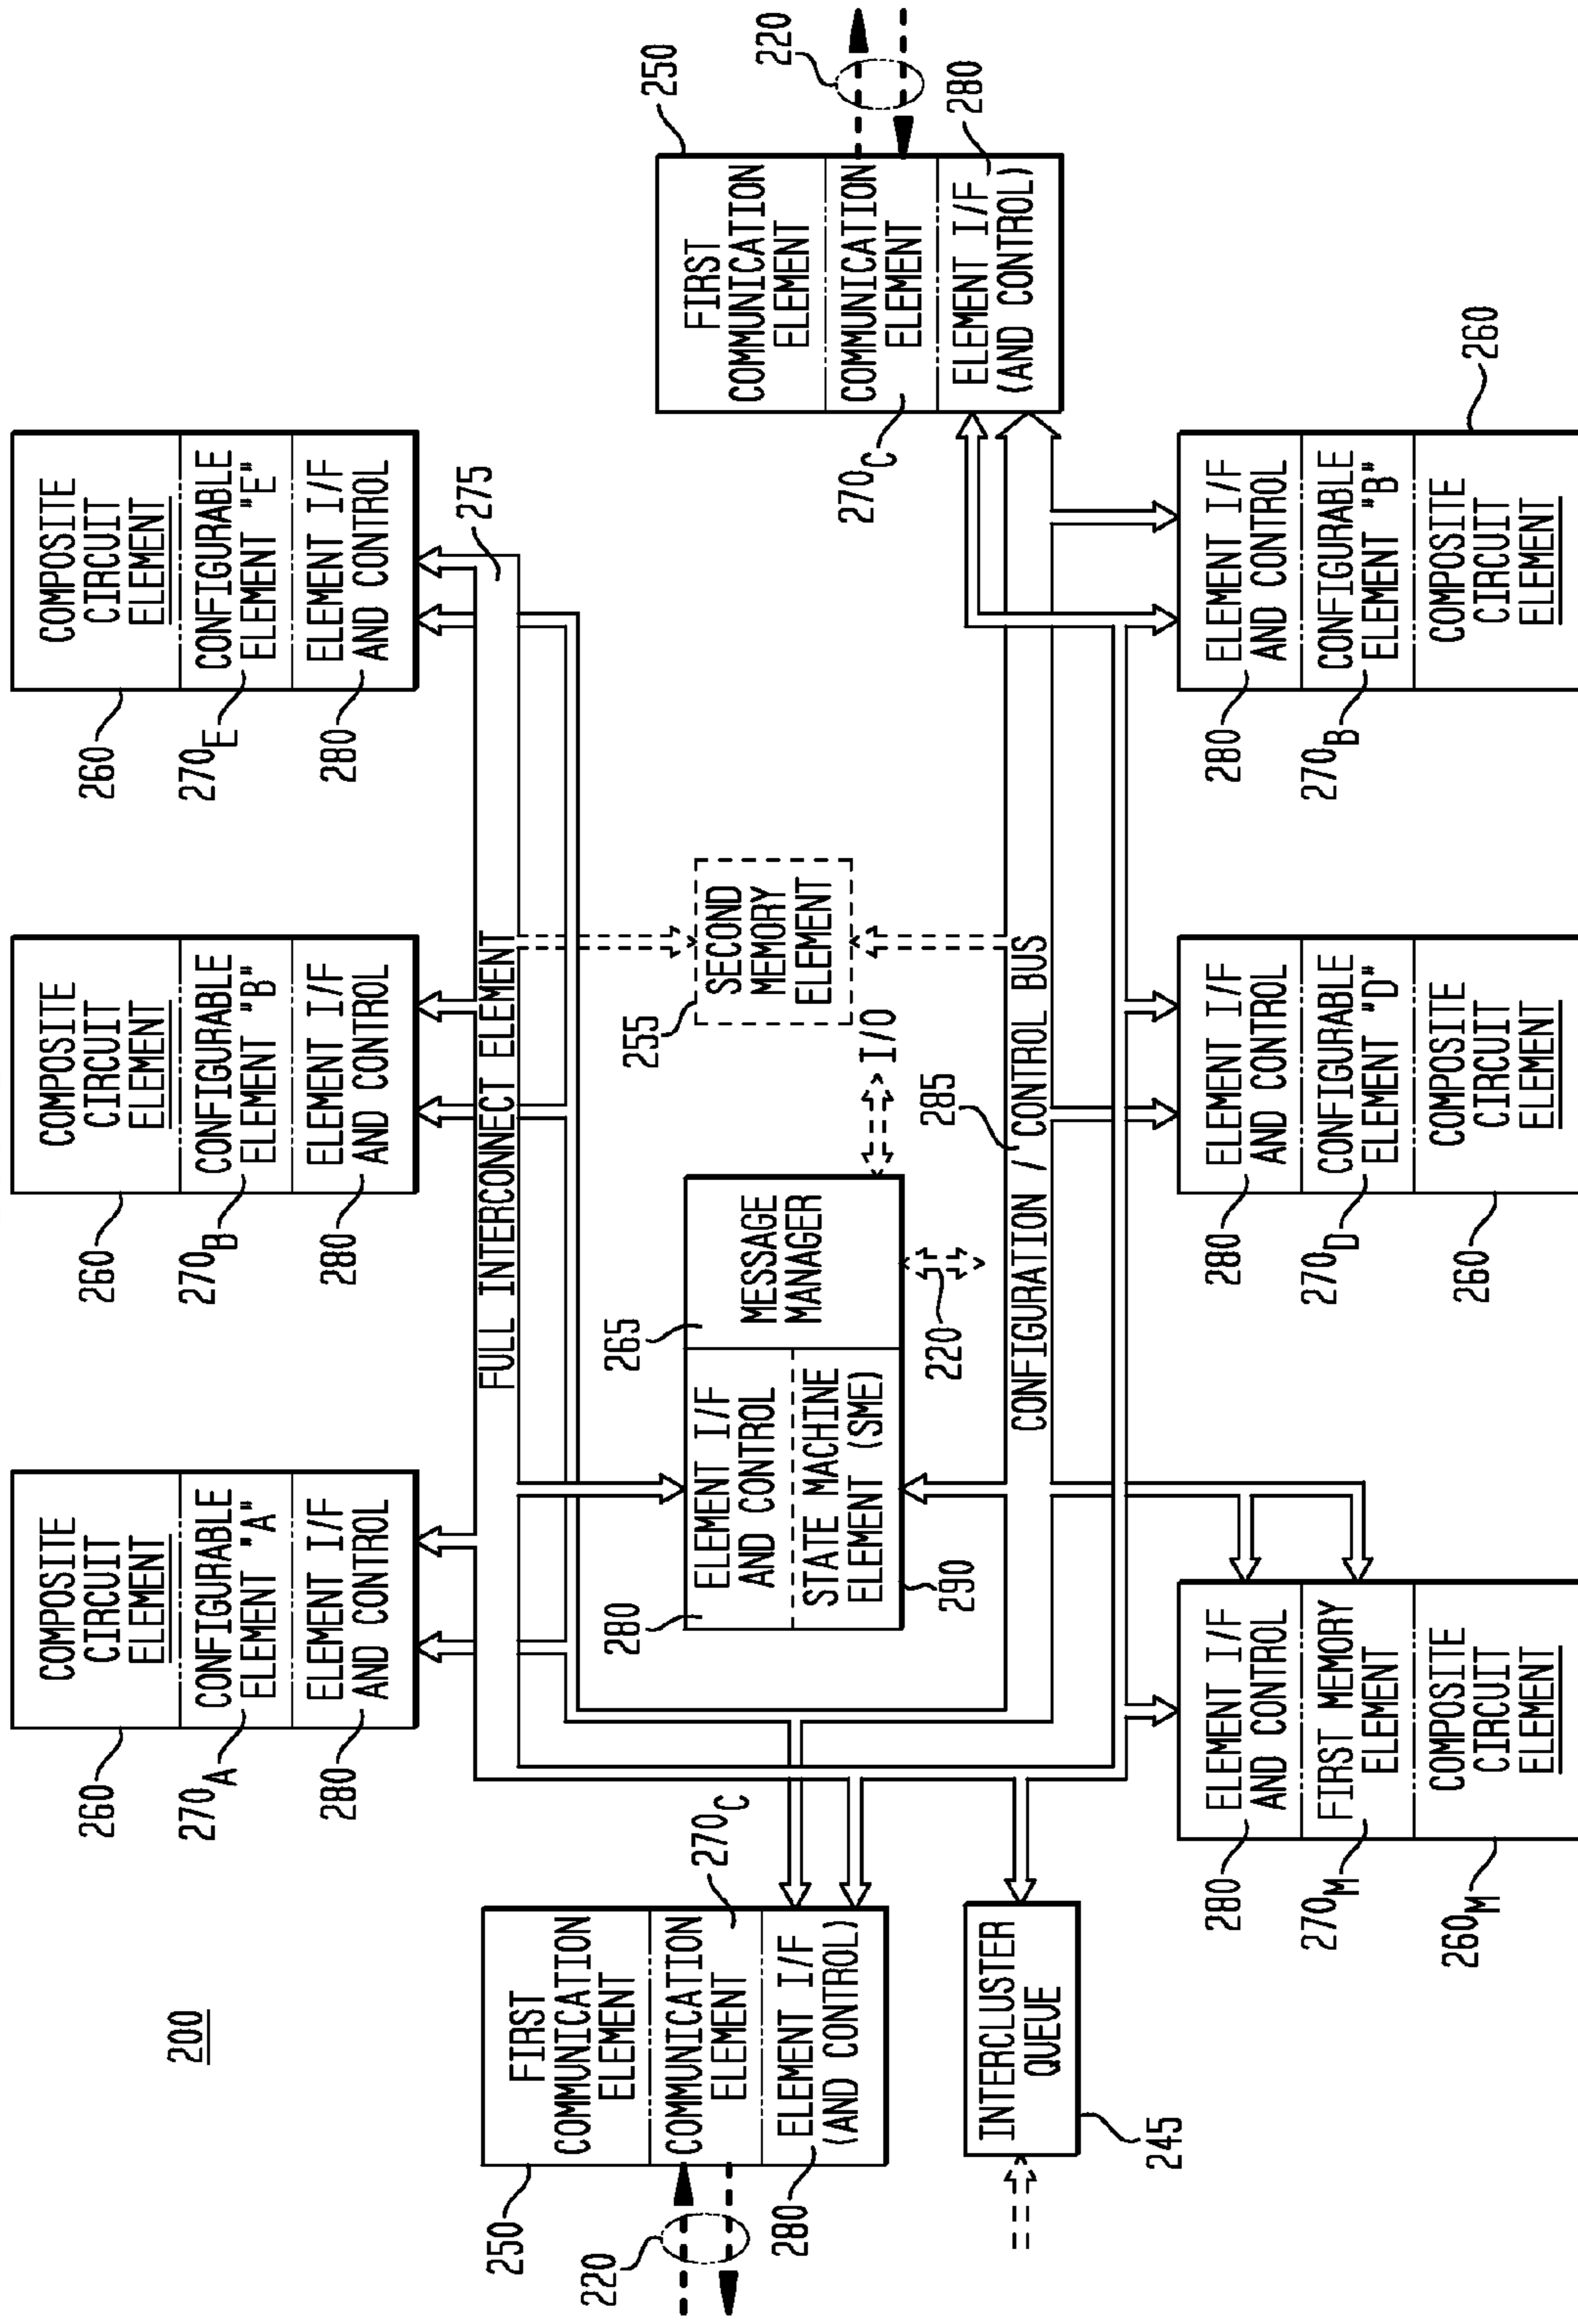 200
COMPOSITE
CIRCUIT
ELEMENT
CONFIGURABLE
ELEMENT "A"
ELEMENT I/F
AND CONTROL
260
270A
280
COMPOSITE
CIRCUIT
ELEMENT
CONFIGURABLE
ELEMENT "B"
ELEMENT I/F
AND CONTROL
260
270B
280
COMPOSITE
CIRCUIT
ELEMENT
CONFIGURABLE
ELEMENT "E"
ELEMENT I/F
AND CONTROL
260
270E
280
FULL INTERCONNECT ELEMENT
275
FIRST
COMMUNICATION
ELEMENT
COMMUNICATION
ELEMENT
ELEMENT I/F
(AND CONTROL)
250
220
280
270C
INTERCLUSTER
QUEUE
245
ELEMENT I/F
AND CONTROL
STATE MACHINE
ELEMENT (SME)
MESSAGE
MANAGER
280
265
290
220
I/O
SECOND
MEMORY
ELEMENT
255
CONFIGURATION / CONTROL BUS
285
FIRST
COMMUNICATION
ELEMENT
COMMUNICATION
ELEMENT
ELEMENT I/F
(AND CONTROL)
250
220
280
270C
ELEMENT I/F
AND CONTROL
FIRST MEMORY
ELEMENT
COMPOSITE
CIRCUIT
ELEMENT
280
270M
260M
ELEMENT I/F
AND CONTROL
CONFIGURABLE
ELEMENT "D"
COMPOSITE
CIRCUIT
ELEMENT
280
270D
260
ELEMENT I/F
AND CONTROL
CONFIGURABLE
ELEMENT "B"
COMPOSITE
CIRCUIT
ELEMENT
280
270B
260